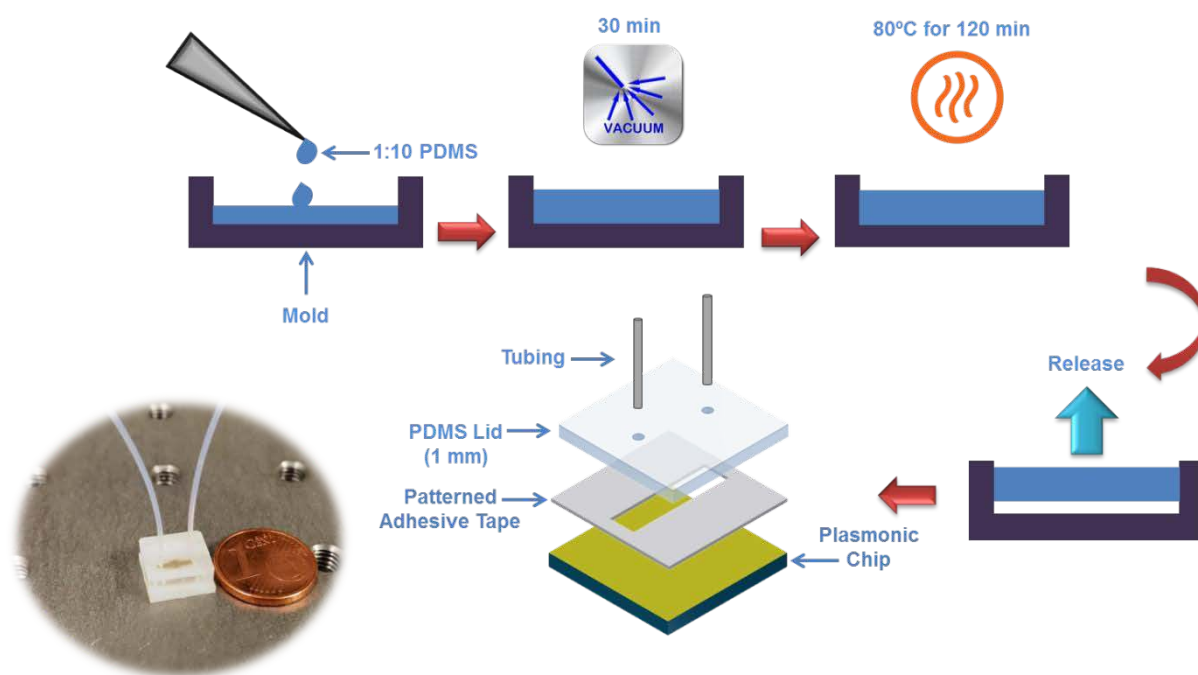 30 min
80ºC for 120 min
VACUUM
1:10 PDMS
Mold
Tubing
Release
PDMS Lid
(1 mm)
Patterned
Adhesive Tape
Plasmonic
Chip